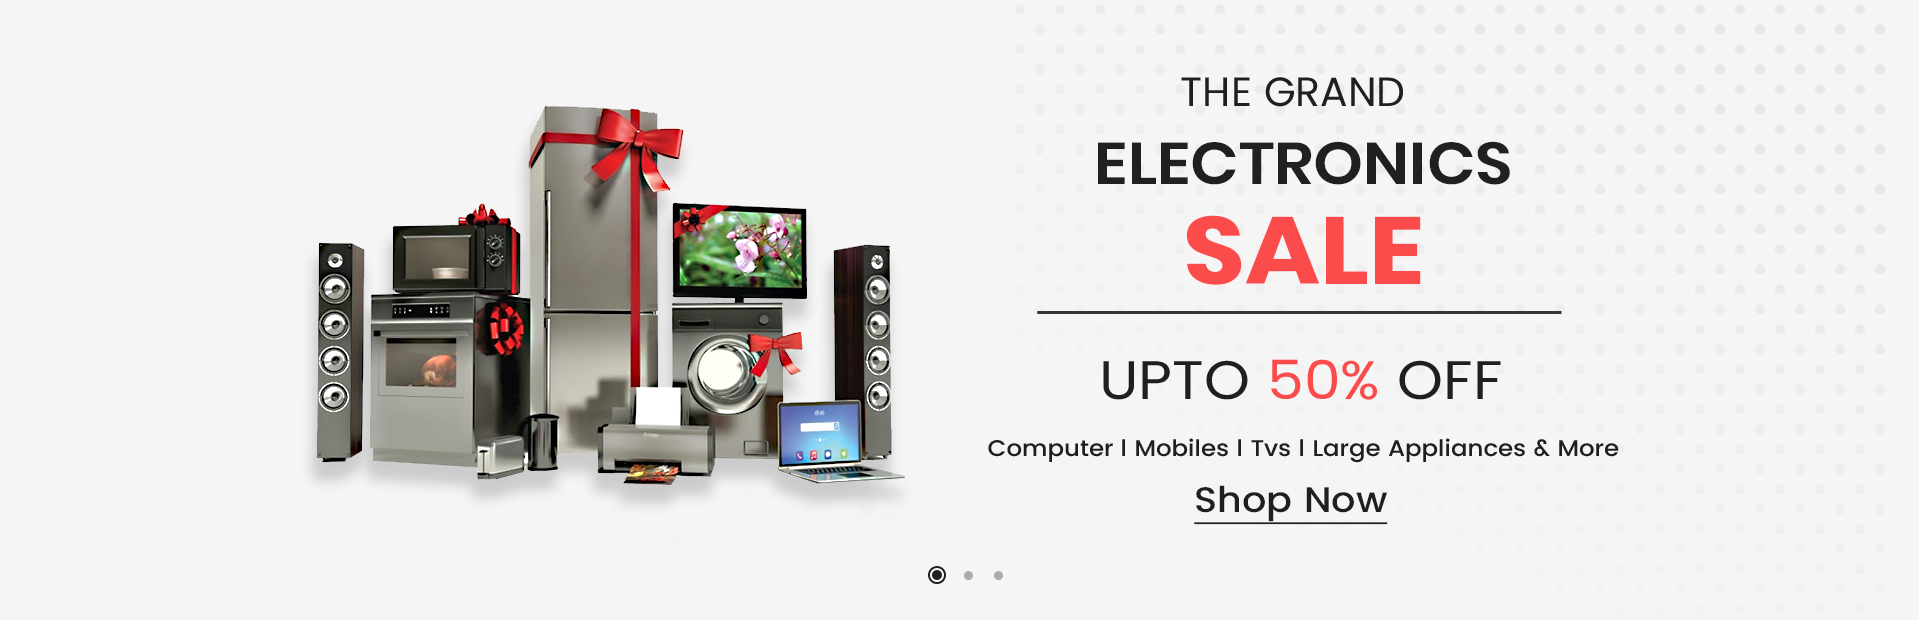 THE GRAND
ELECTRONICS
SALE
UPTO 50% OFF
Computer l Mobiles l Tvs l Large Appliances & More
Shop Now